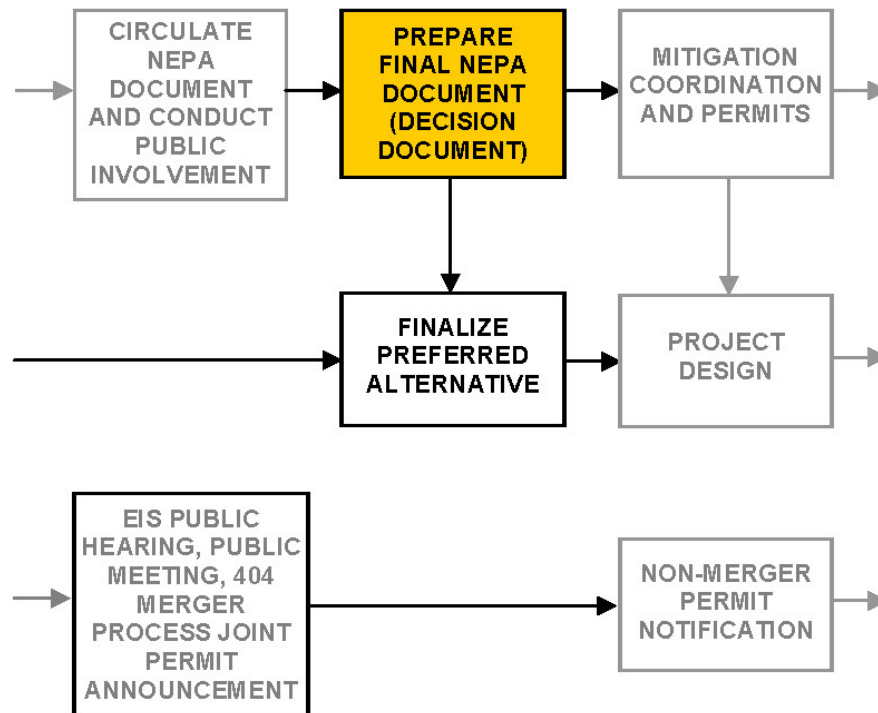 CIRCULATE
NEPA
DOCUMENT
AND CONDUCT
PUBLIC
INVOLVEMENT
PREPARE
FINAL NEPA
DOCUMENT
(DECISION
DOCUMENT)
MITIGATION
COORDINATION
AND PERMITS
FINALIZE
PREFERRED
ALTERNATIVE
PROJECT
DESIGN
EIS PUBLIC
HEARING, PUBLIC
MEETING, 404
MERGER
PROCESS JOINT
PERMIT
ANNOUNCEMENT
NON-MERGER
PERMIT
NOTIFICATION